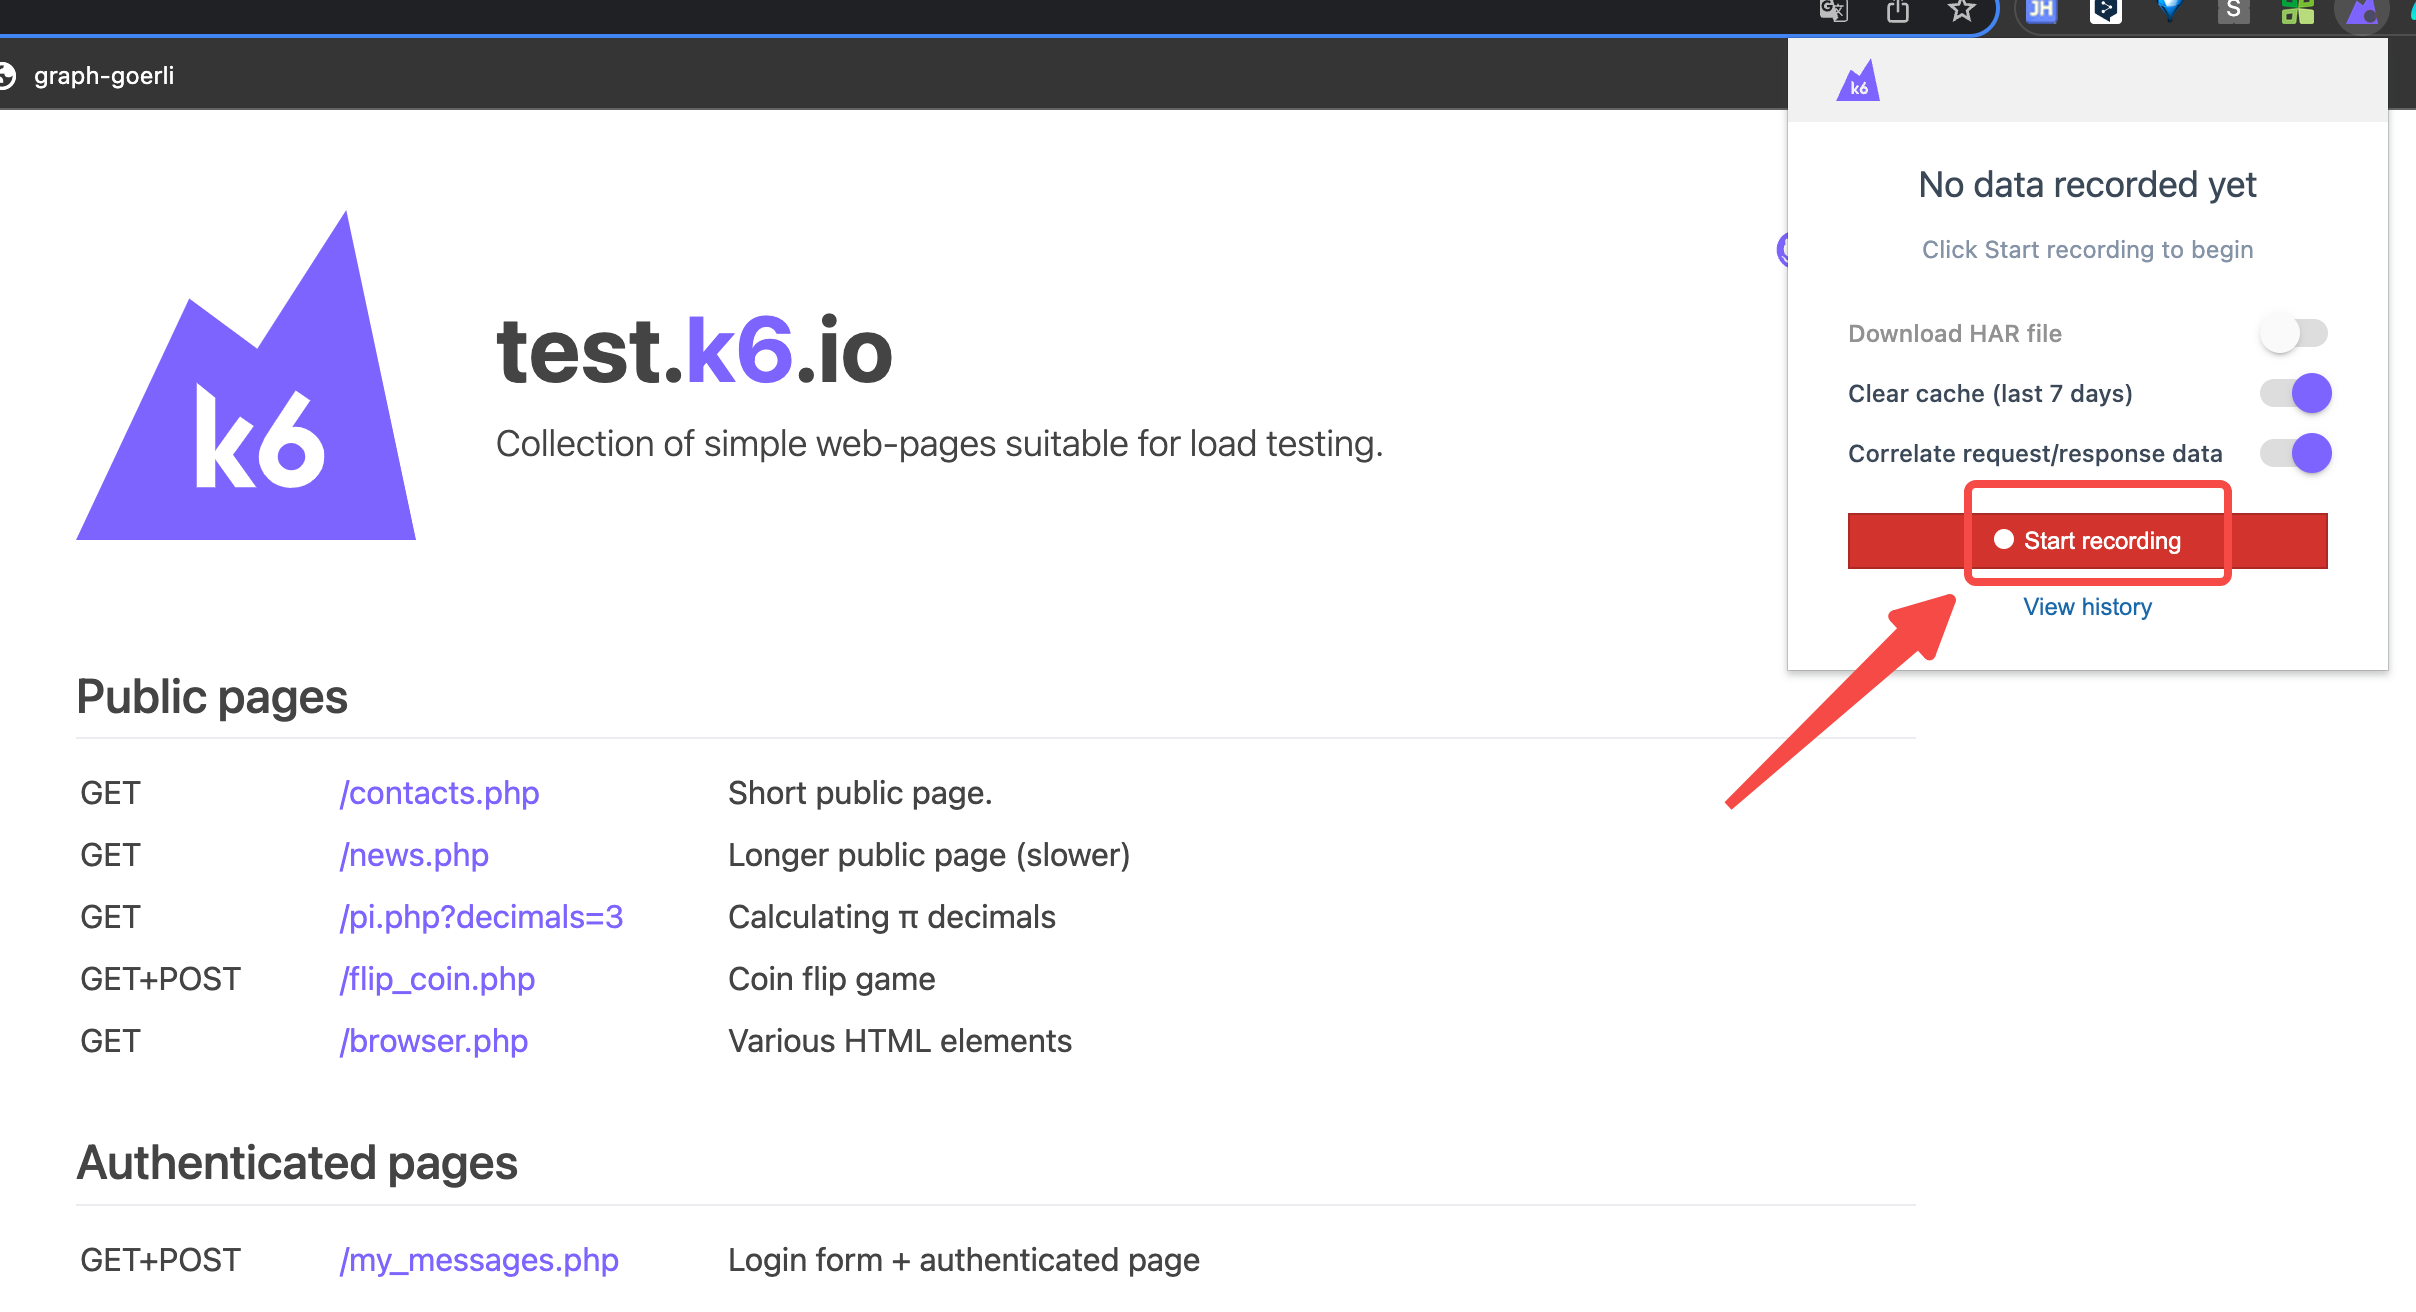 JH
S
graph-goerli
k6
No data recorded yet
Click Start recording to begin
Download HAR file
Clear cache (last 7 days)
Correlate request/response data
Start recording
View history
k6
test.k6.io
Collection of simple web-pages suitable for load testing.
Public pages
GET /contacts.php Short public page.
GET /news.php Longer public page (slower)
GET /pi.php?decimals=3 Calculating π decimals
GET+POST /flip_coin.php Coin flip game
GET /browser.php Various HTML elements
Authenticated pages
GET+POST /my_messages.php Login form + authenticated page